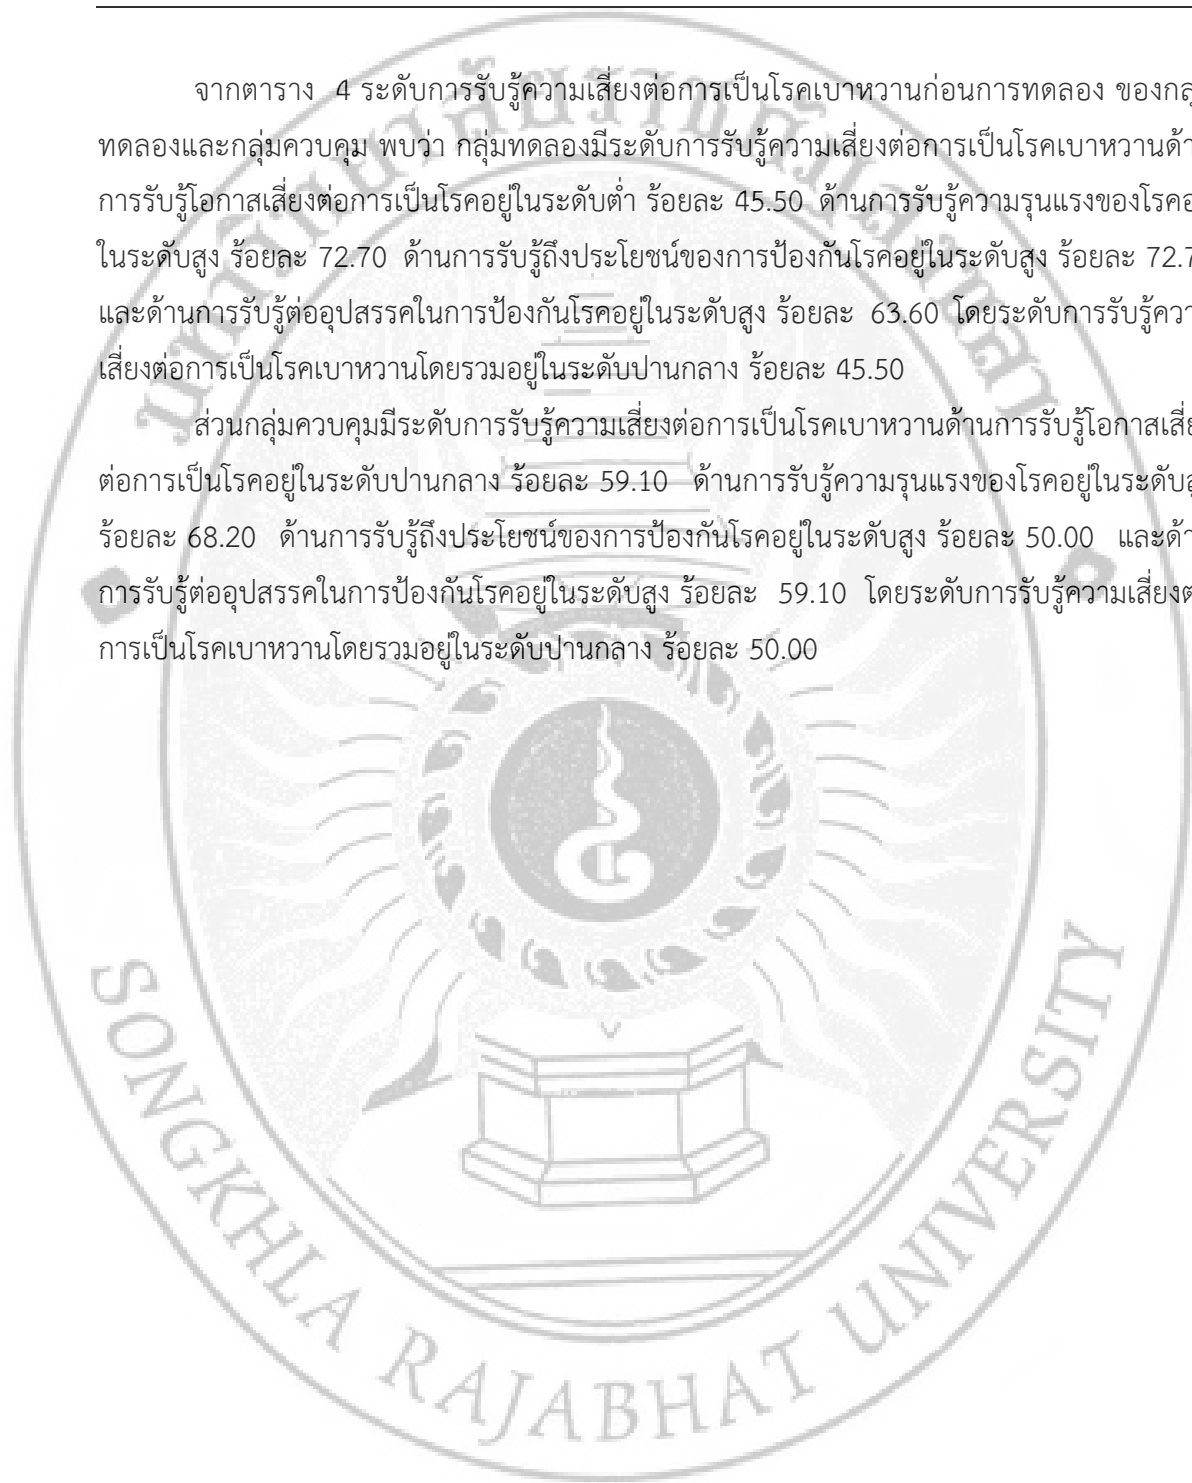 จากตาราง 4 ระดับการรับรู้ความเสี่ยงต่อการเป็นโรคเบาหวานก่อนการทดลอง ของกลุ
ทดลองและกลุ่มควบคุม พบว่า กลุ่มทดลองมีระดับการรับรู้ความเสี่ยงต่อการเป็นโรคเบาหวานด้า
การรับรู้โอกาสเสี่ยงต่อการเป็นโรคอยู่ในระดับต่ำ ร้อยละ 45.50 ด้านการรับรู้ความรุนแรงของโรคอ
ในระดับสูง ร้อยละ 72.70 ด้านการรับรู้ถึงประโยชน์ของการป้องกันโรคอยู่ในระดับสูง ร้อยละ 72.7
และด้านการรับรู้ต่ออุปสรรคในการป้องกันโรคอยู่ในระดับสูง ร้อยละ 63.60 โดยระดับการรับรู้ควา
เสี่ยงต่อการเป็นโรคเบาหวานโดยรวมอยู่ในระดับปานกลาง ร้อยละ 45.50
ส่วนกลุ่มควบคุมมีระดับการรับรู้ความเสี่ยงต่อการเป็นโรคเบาหวานด้านการรับรู้โอกาสเสี่ย
ต่อการเป็นโรคอยู่ในระดับปานกลาง ร้อยละ 59.10 ด้านการรับรู้ความรุนแรงของโรคอยู่ในระดับสู
ร้อยละ 68.20 ด้านการรับรู้ถึงประโยชน์ของการป้องกันโรคอยู่ในระดับสูง ร้อยละ 50.00 และด้า
การรับรู้ต่ออุปสรรคในการป้องกันโรคอยู่ในระดับสูง ร้อยละ 59.10 โดยระดับการรับรู้ความเสี่ยงต
การเป็นโรคเบาหวานโดยรวมอยู่ในระดับปานกลาง ร้อยละ 50.00
มหาวิทยาลัยราชภัฏสงขลา
SONGKHLA RAJABHAT UNIVERSITY